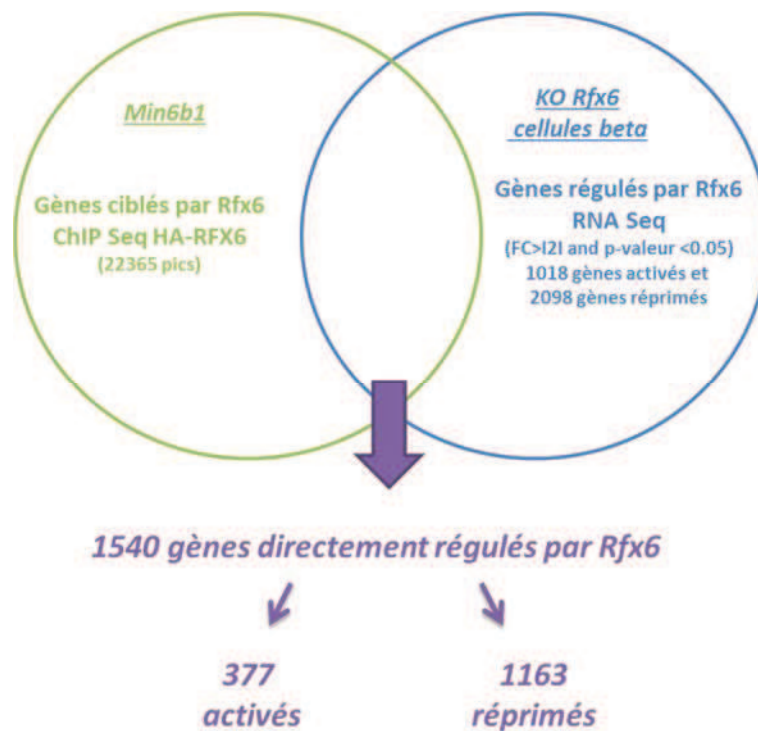 Min6b1
Gènes ciblés par Rfx6
ChIP Seq HA-RFX6
(22365 pics)
KO Rfx6
cellules beta
Gènes régulés par Rfx6
RNA Seq
(FC>I2I and p-valeur <0.05)
1018 gènes activés et
2098 gènes réprimés
1540 gènes directement régulés par Rfx6
377
activés
1163
réprimés